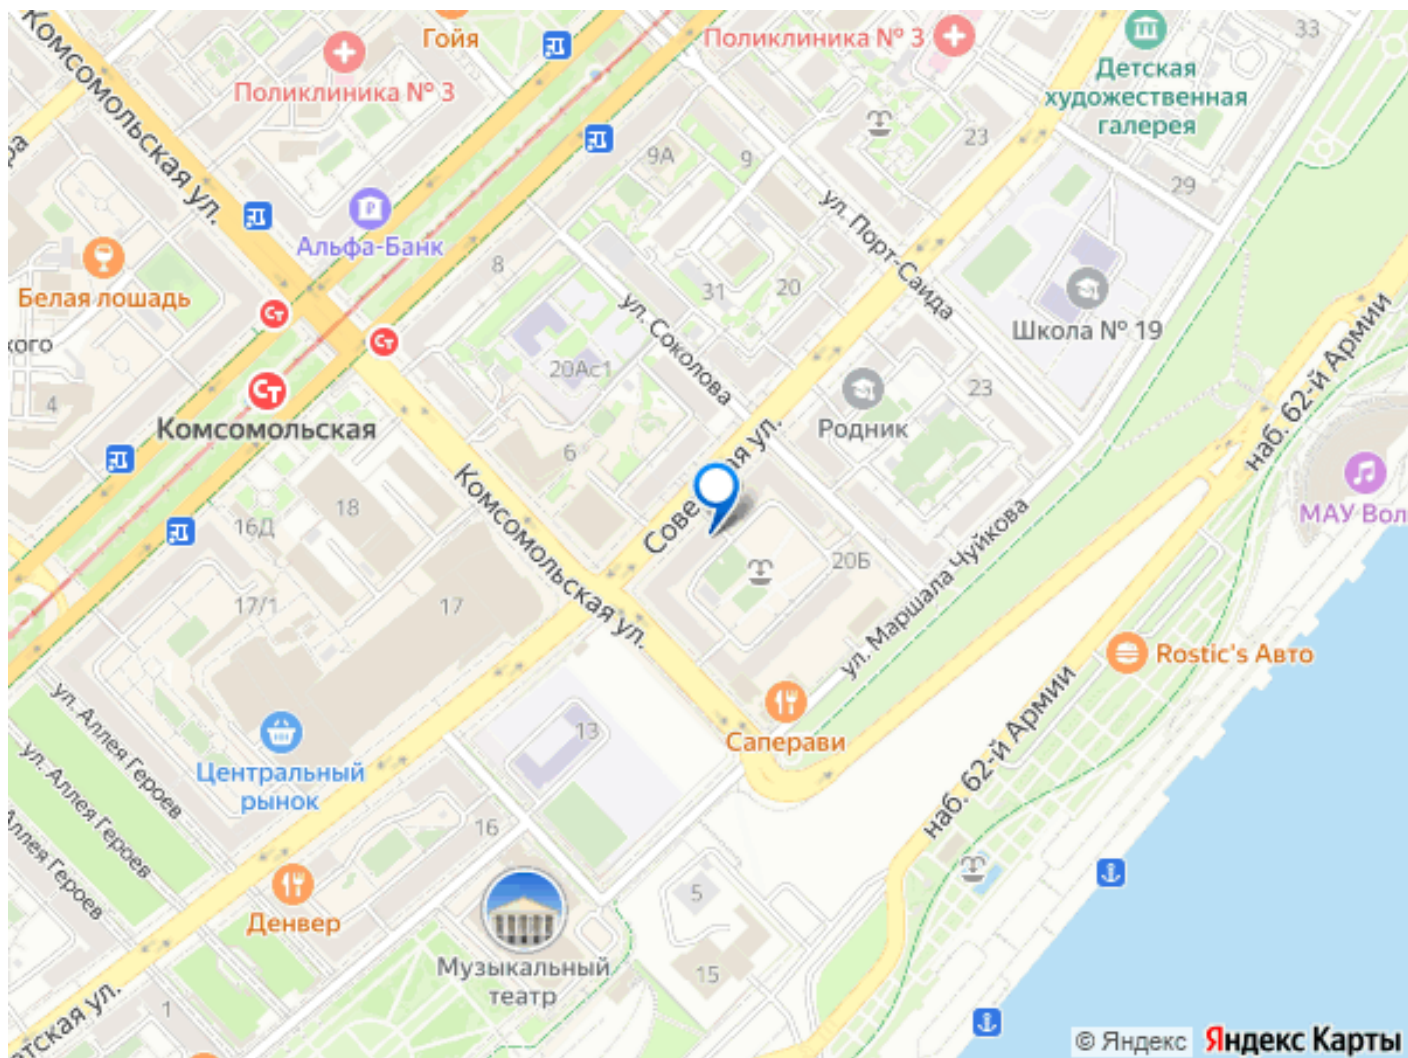 Гойя
Поликлиника № 3
33
Комсомольская ул.
Поликлиника № 3
Детская
художественная
галерея
23
9А
9
29
ул. Порт-Саида
Альфа-Банк
Белая лошадь
8
31
20
ул. Соколова
Школа № 19
кого
4
20Ас1
23
Родник
наб. 62-й Армии
Ст
Ст
Ст
Комсомольская
6
Комсомольская ул.
МАУ Вол
18
16Д
20Б
ул. Маршала Чуйкова
17/1
17
Rostic's Авто
ул. Аллея Героев
ул. Аллея Героев
Аллея Героев
13
Саперави
Центральный
рынок
наб. 62-й Армии
16
5
Денвер
Музыкальный
театр
15
1
© Яндекс
Яндекс Карты